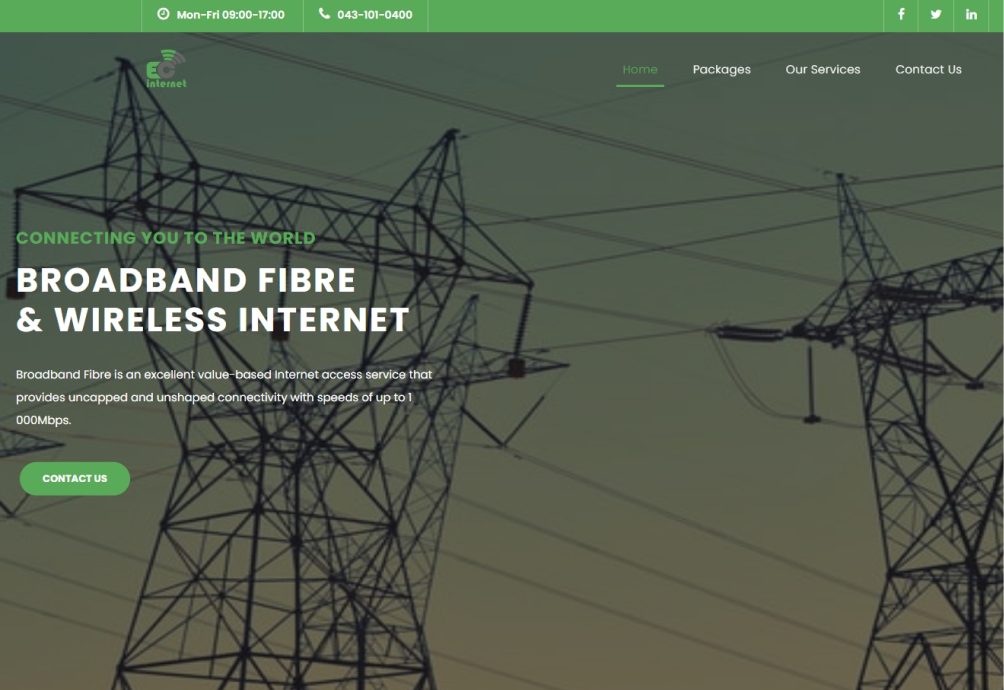 Mon-Fri 09:00-17:00
043-101-0400
EC
internet
Home
Packages
Our Services
Contact Us
CONNECTING YOU TO THE WORLD
BROADBAND FIBRE
& WIRELESS INTERNET
Broadband Fibre is an excellent value-based Internet access service that
provides uncapped and unshaped connectivity with speeds of up to 1
000Mbps.
CONTACT US